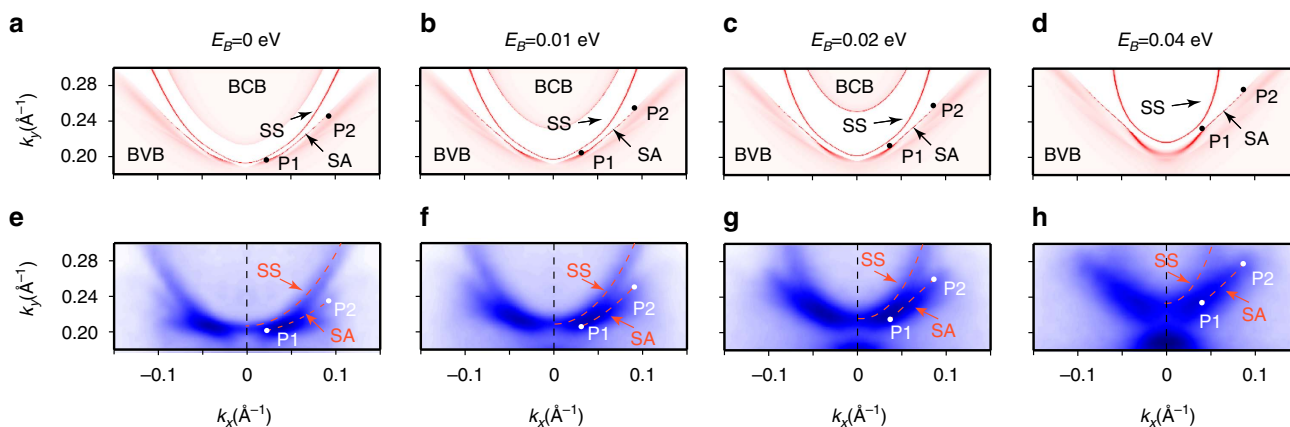 a
b
c
d
E_B=0 eV
E_B=0.01 eV
E_B=0.02 eV
E_B=0.04 eV
k_y(Å⁻¹)
0.28
0.24
0.20
BCB
SS
P2
BVB
P1
SA
BCB
SS
P2
BVB
P1
SA
BCB
SS
P2
BVB
P1
SA
SS
P2
BVB
P1
SA
e
f
g
h
k_y(Å⁻¹)
0.28
0.24
0.20
SS
P2
P1
SA
SS
P2
P1
SA
SS
P2
P1
SA
SS
P2
P1
SA
–0.1 0 0.1
–0.1 0 0.1
–0.1 0 0.1
–0.1 0 0.1
k_x(Å⁻¹)
k_x(Å⁻¹)
k_x(Å⁻¹)
k_x(Å⁻¹)